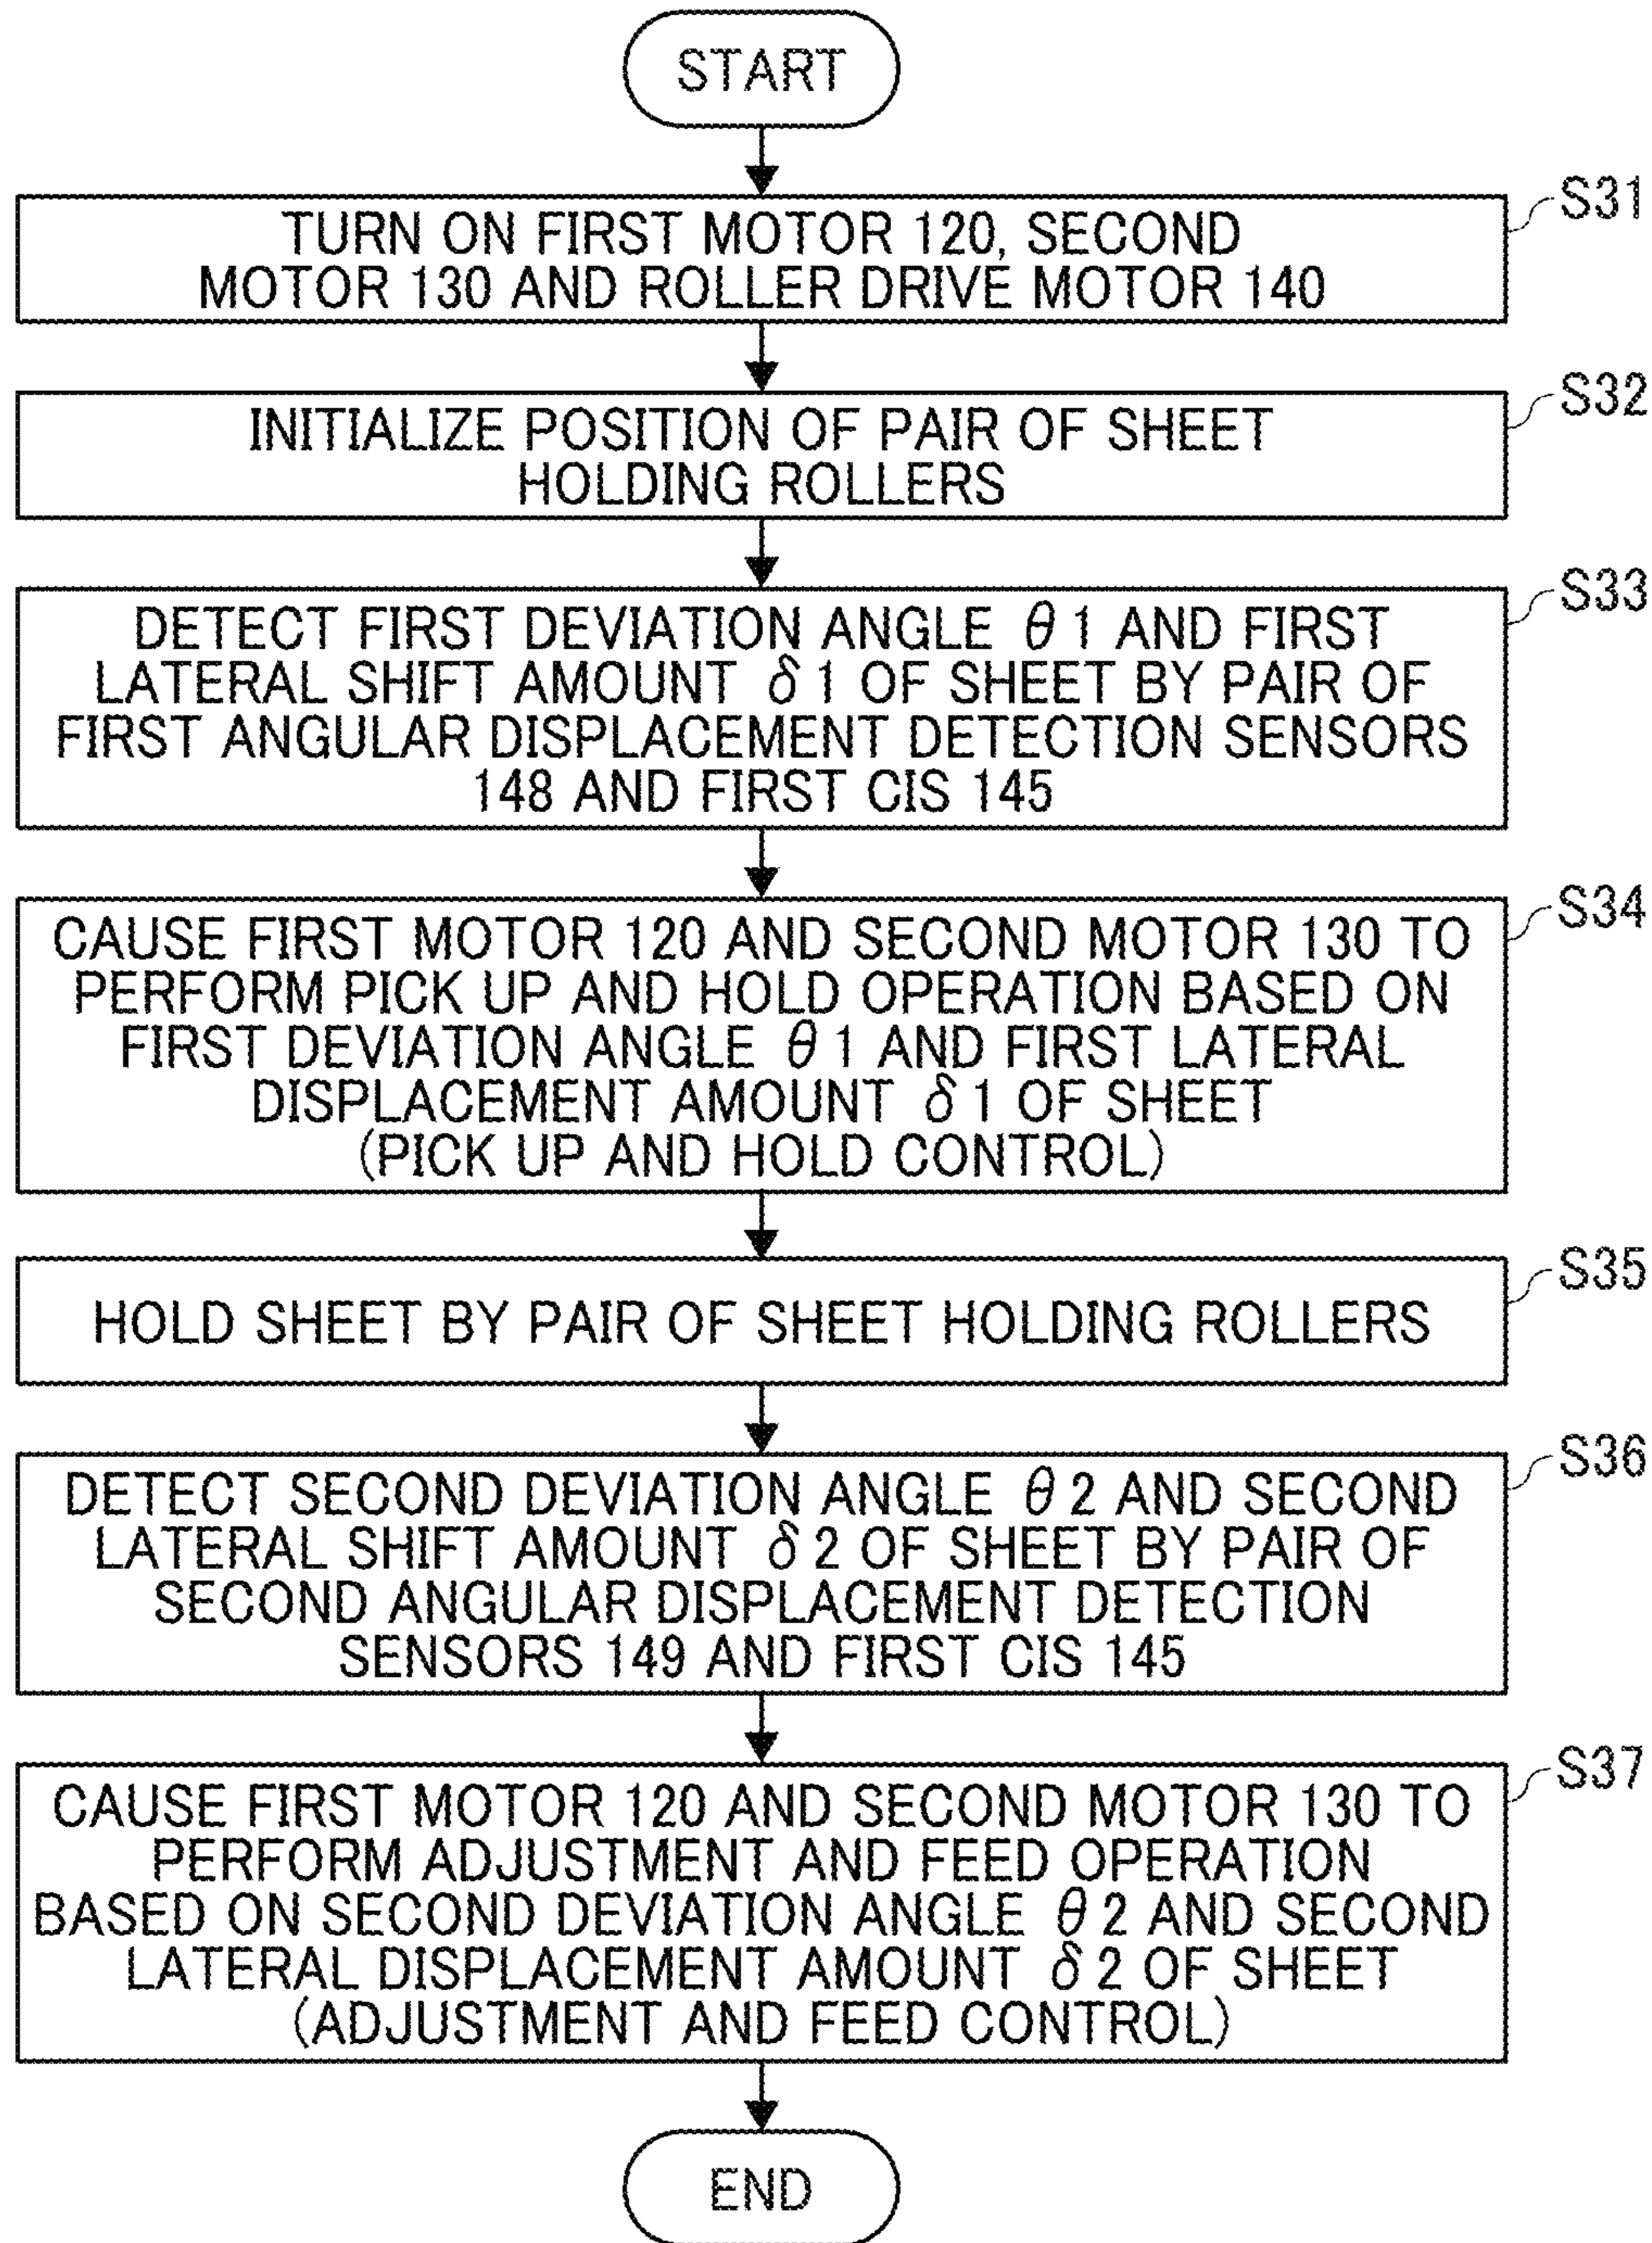 START
S31
TURN ON FIRST MOTOR 120, SECOND
MOTOR 130 AND ROLLER DRIVE MOTOR 140
S32
INITIALIZE POSITION OF PAIR OF SHEET
HOLDING ROLLERS
S33
DETECT FIRST DEVIATION ANGLE θ1 AND FIRST
LATERAL SHIFT AMOUNT δ1 OF SHEET BY PAIR OF
FIRST ANGULAR DISPLACEMENT DETECTION SENSORS
148 AND FIRST CIS 145
S34
CAUSE FIRST MOTOR 120 AND SECOND MOTOR 130 TO
PERFORM PICK UP AND HOLD OPERATION BASED ON
FIRST DEVIATION ANGLE θ1 AND FIRST LATERAL
DISPLACEMENT AMOUNT δ1 OF SHEET
(PICK UP AND HOLD CONTROL)
S35
HOLD SHEET BY PAIR OF SHEET HOLDING ROLLERS
S36
DETECT SECOND DEVIATION ANGLE θ2 AND SECOND
LATERAL SHIFT AMOUNT δ2 OF SHEET BY PAIR OF
SECOND ANGULAR DISPLACEMENT DETECTION
SENSORS 149 AND FIRST CIS 145
S37
CAUSE FIRST MOTOR 120 AND SECOND MOTOR 130 TO
PERFORM ADJUSTMENT AND FEED OPERATION
BASED ON SECOND DEVIATION ANGLE θ2 AND SECOND
LATERAL DISPLACEMENT AMOUNT δ2 OF SHEET
(ADJUSTMENT AND FEED CONTROL)
END